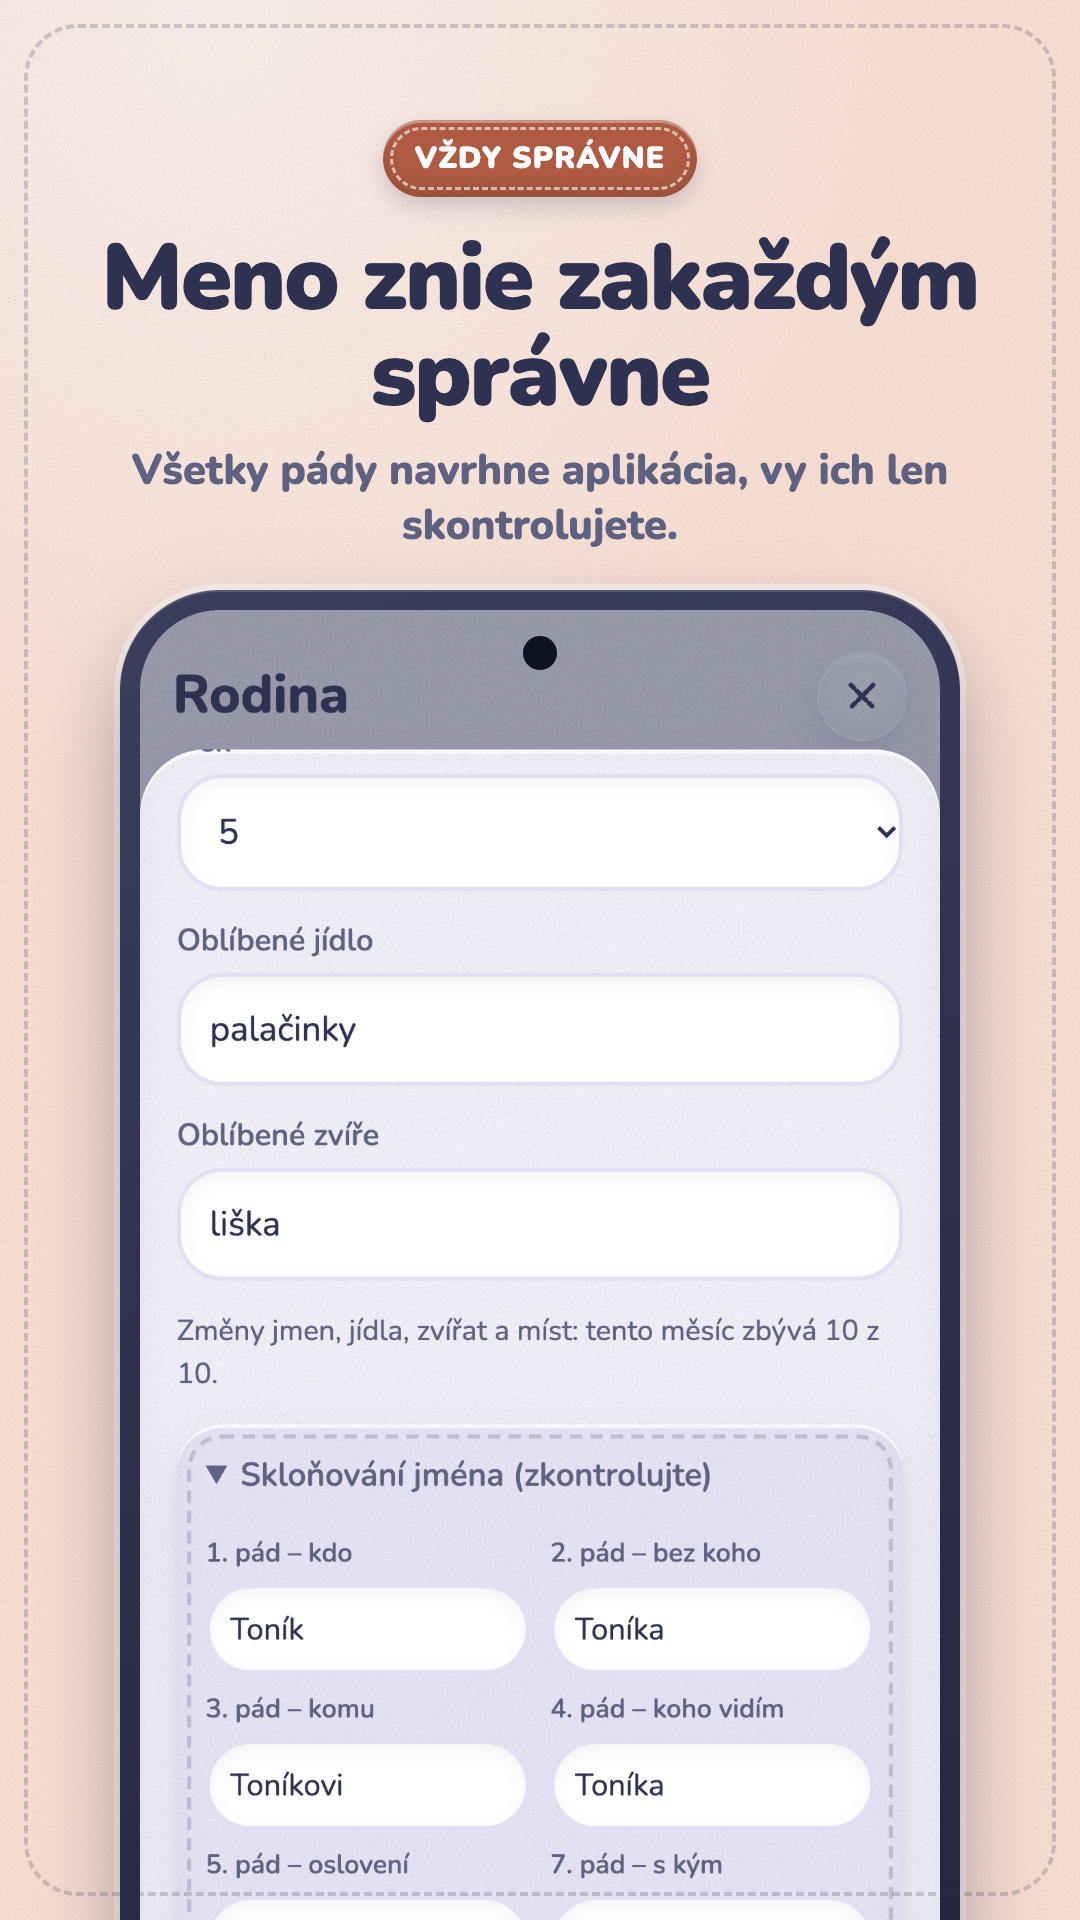 VŽDY SPRÁVNE
Meno znie zakaždým
správne
Všetky pády navrhne aplikácia, vy ich len
skontrolujete.
Rodina
5
Oblíbené jídlo
palačinky
Oblíbené zvíře
liška
Změny jmen, jídla, zvířat a míst: tento měsíc zbývá 10 z
10.
▼ Skloňování jména (zkontrolujte)
1. pád – kdo
2. pád – bez koho
Toník
Toníka
3. pád – komu
4. pád – koho vidím
Toníkovi
Toníka
5. pád – oslovení
7. pád – s kým